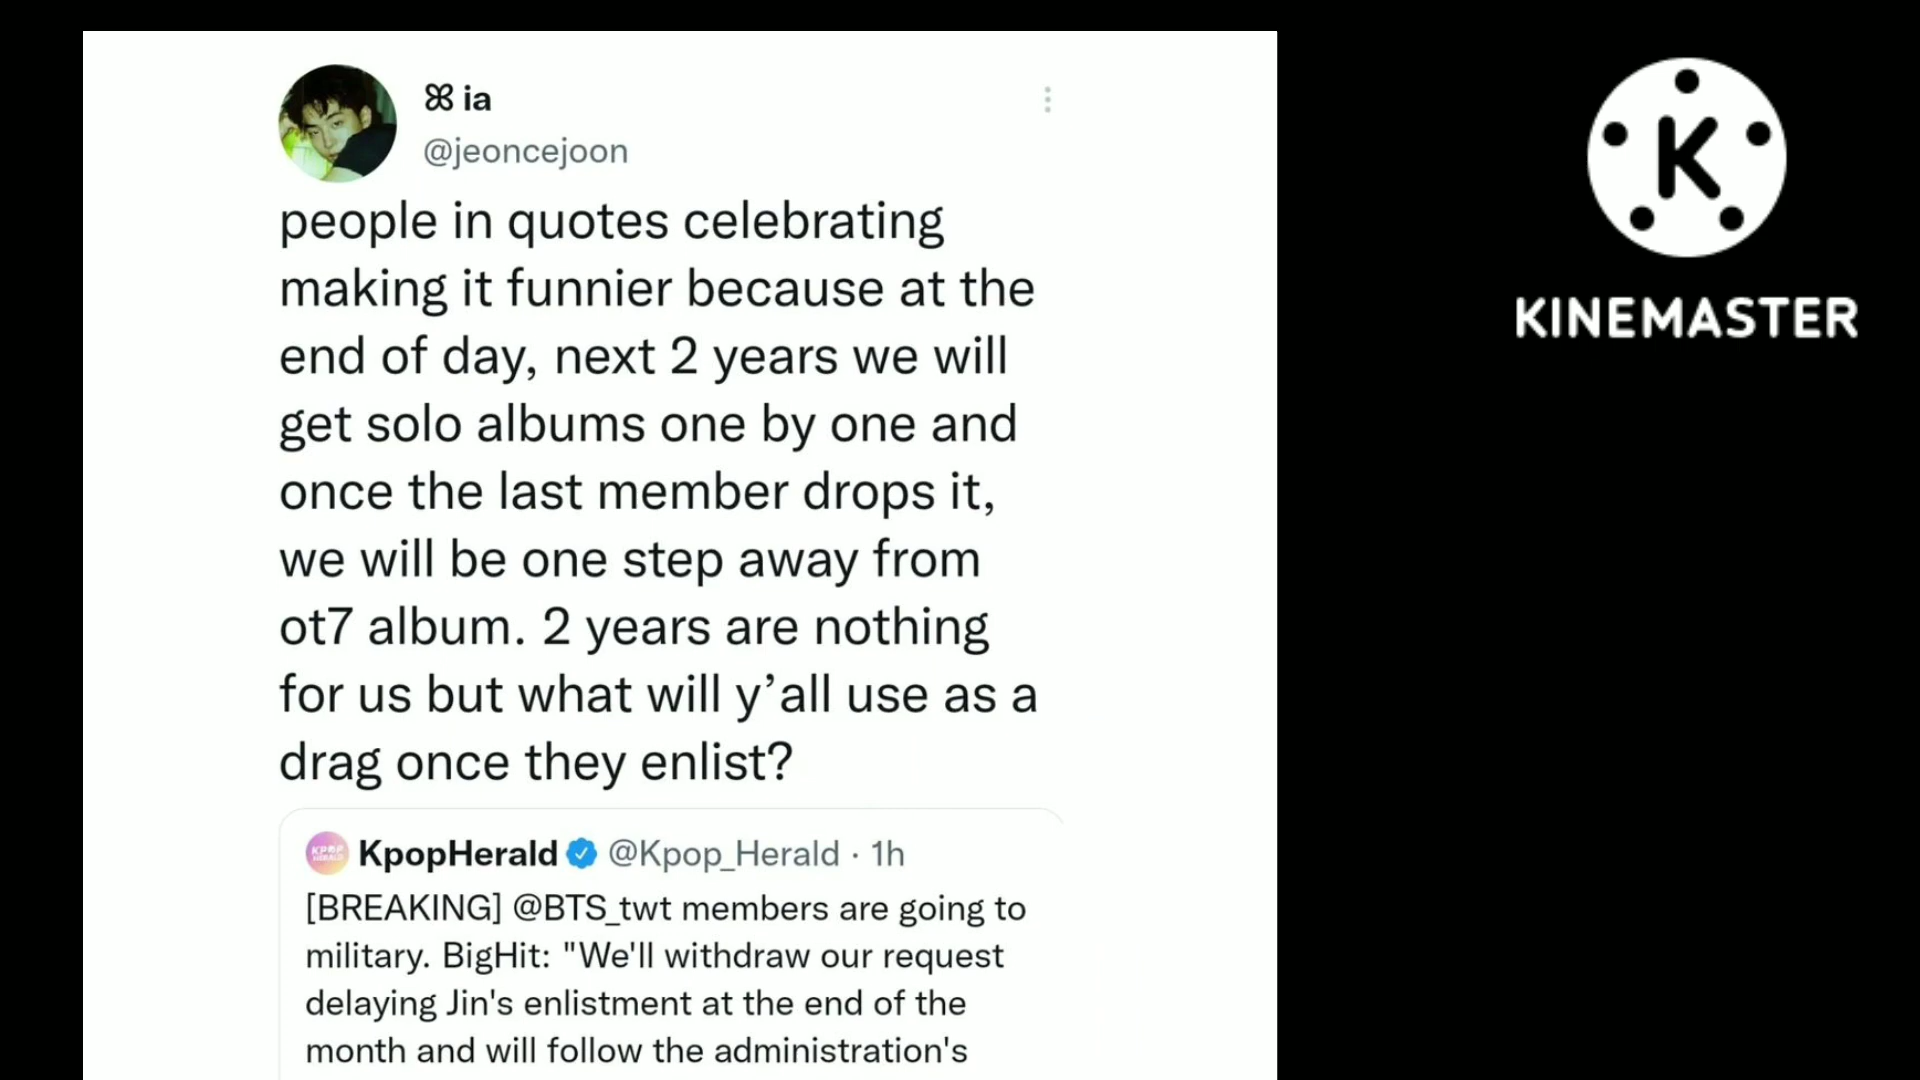 ꕤ ia
@jeoncejoon
people in quotes celebrating
making it funnier because at the
end of day, next 2 years we will
get solo albums one by one and
once the last member drops it,
we will be one step away from
ot7 album. 2 years are nothing
for us but what will y’all use as a
drag once they enlist?
KPOP
HERALD
KpopHerald @Kpop_Herald · 1h
[BREAKING] @BTS_twt members are going to
military. BigHit: "We'll withdraw our request
delaying Jin's enlistment at the end of the
month and will follow the administration's
K
KINEMASTER